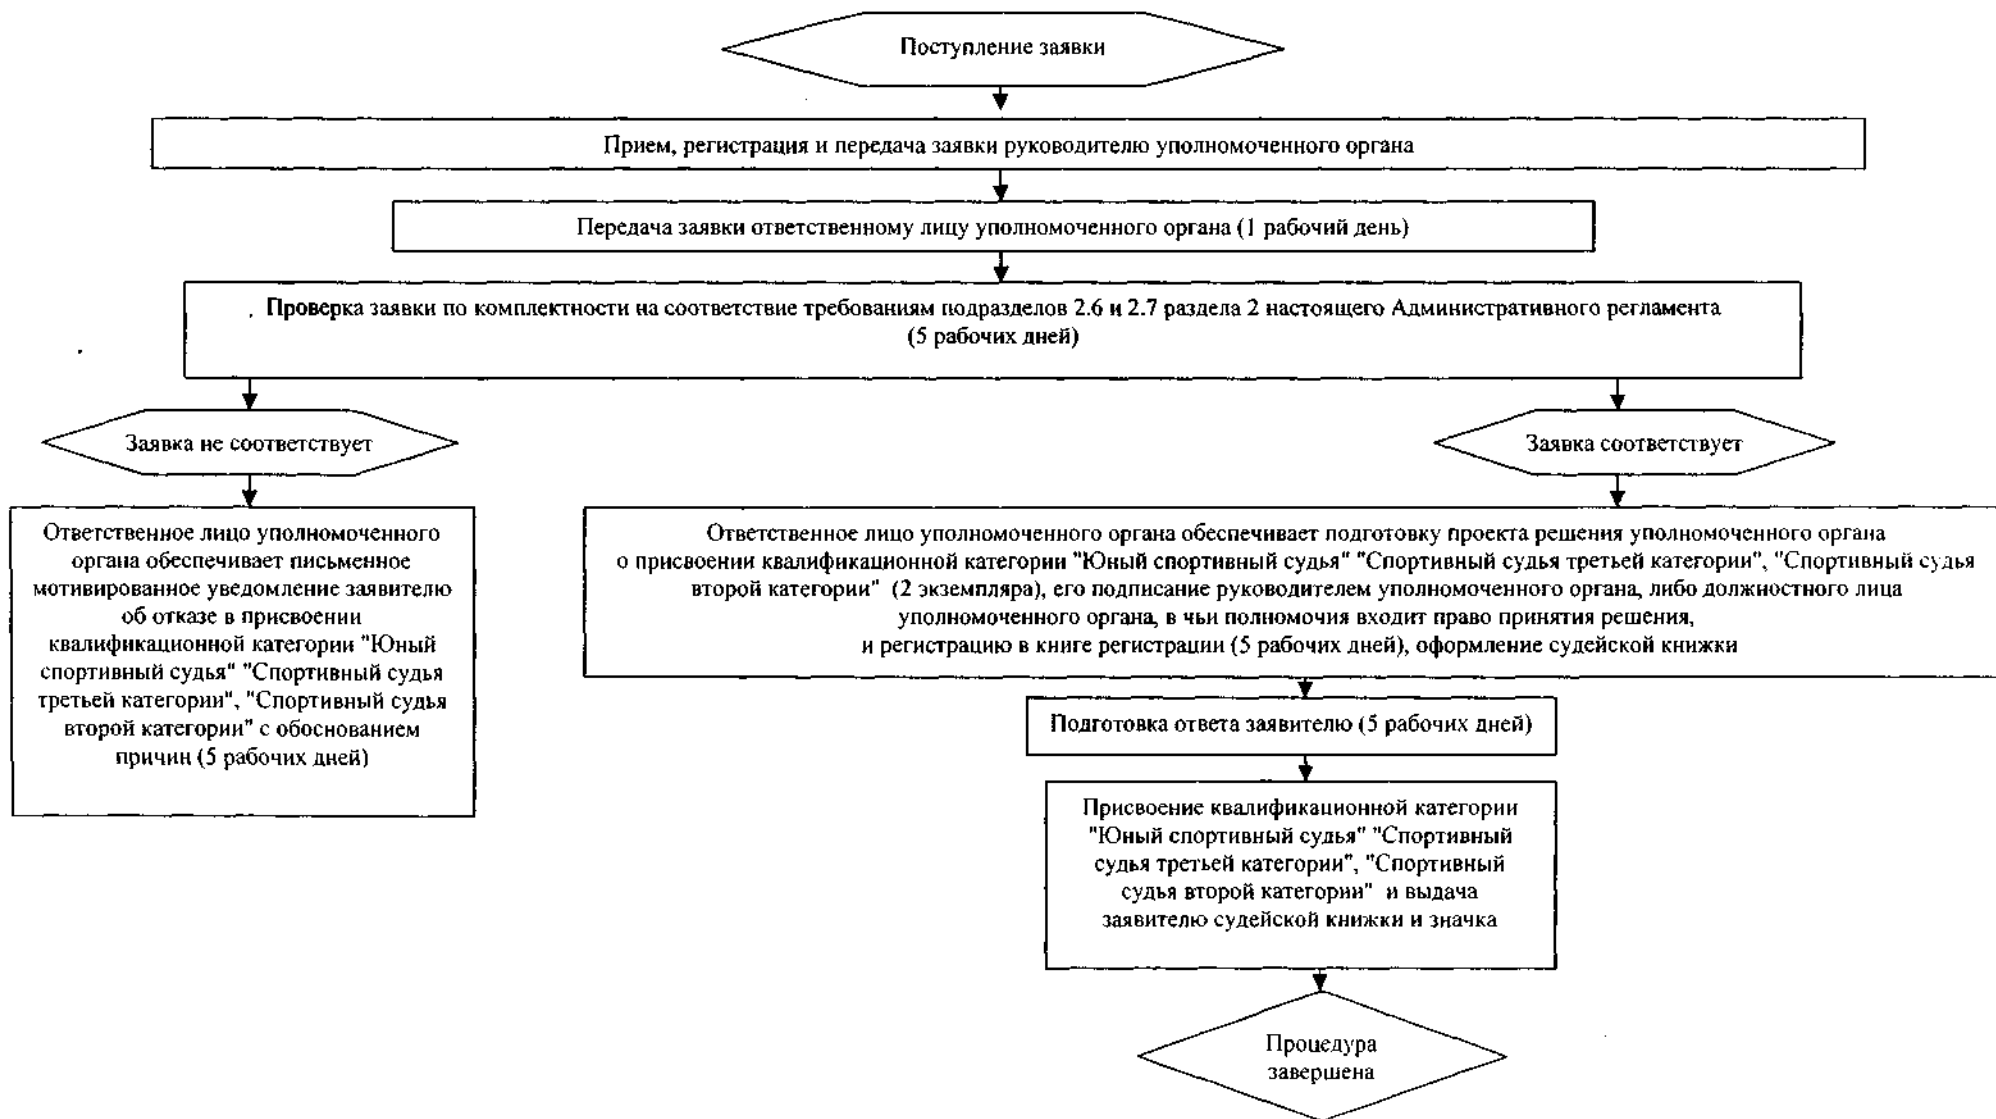 Поступление заявки
Прием, регистрация и передача заявки руководителю уполномоченного органа
Передача заявки ответственному лицу уполномоченного органа (1 рабочий день)
Проверка заявки по комплектности на соответствие требованиям подразделов 2.6 и 2.7 раздела 2 настоящего Административного регламента
(5 рабочих дней)
Заявка не соответствует
Заявка соответствует
Ответственное лицо уполномоченного
органа обеспечивает письменное
мотивированное уведомление заявителю
об отказе в присвоении
квалификационной категории "Юный
спортивный судья" "Спортивный судья
третьей категории", "Спортивный судья
второй категории" с обоснованием
причин (5 рабочих дней)
Ответственное лицо уполномоченного органа обеспечивает подготовку проекта решения уполномоченного органа
о присвоении квалификационной категории "Юный спортивный судья" "Спортивный судья третьей категории", "Спортивный судья
второй категории" (2 экземпляра), его подписание руководителем уполномоченного органа, либо должностного лица
уполномоченного органа, в чьи полномочия входит право принятия решения,
и регистрацию в книге регистрации (5 рабочих дней), оформление судейской книжки
Подготовка ответа заявителю (5 рабочих дней)
Присвоение квалификационной категории
"Юный спортивный судья" "Спортивный
судья третьей категории", "Спортивный
судья второй категории" и выдача
заявителю судейской книжки и значка
Процедура
завершена